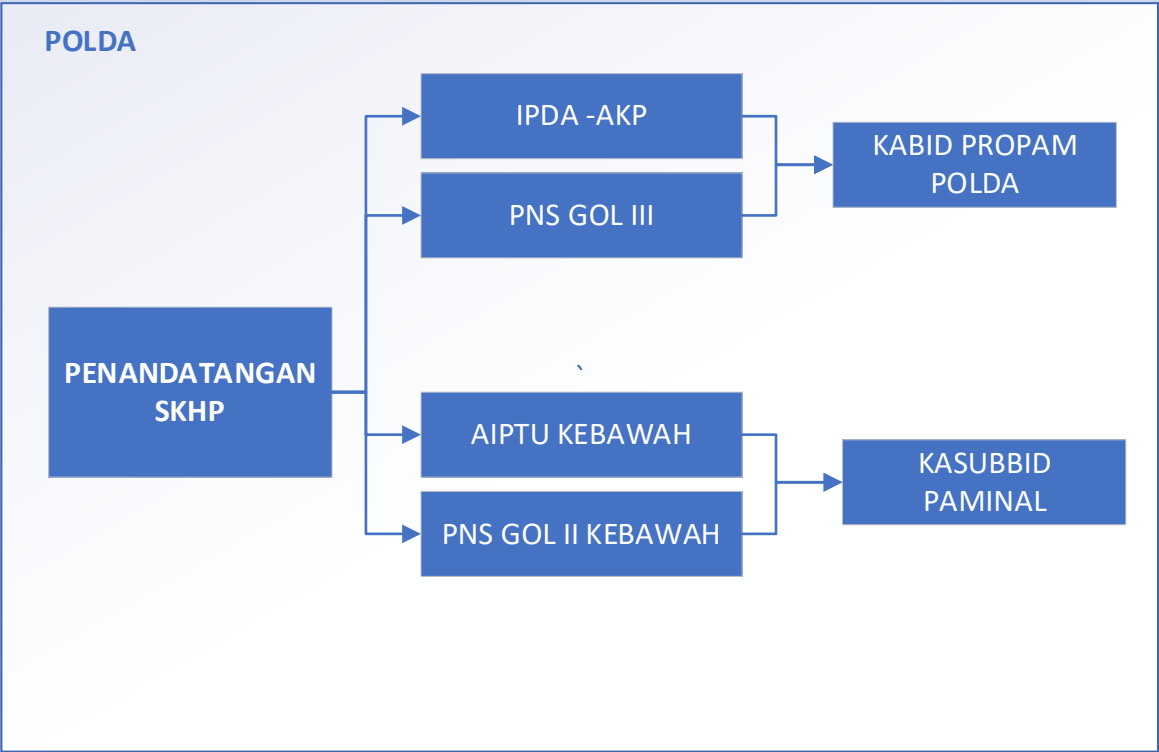 POLDA
IPDA -AKP
PNS GOL III
KABID PROPAM
POLDA
PENANDATANGAN
SKHP
`
AIPTU KEBAWAH
PNS GOL II KEBAWAH
KASUBBID
PAMINAL